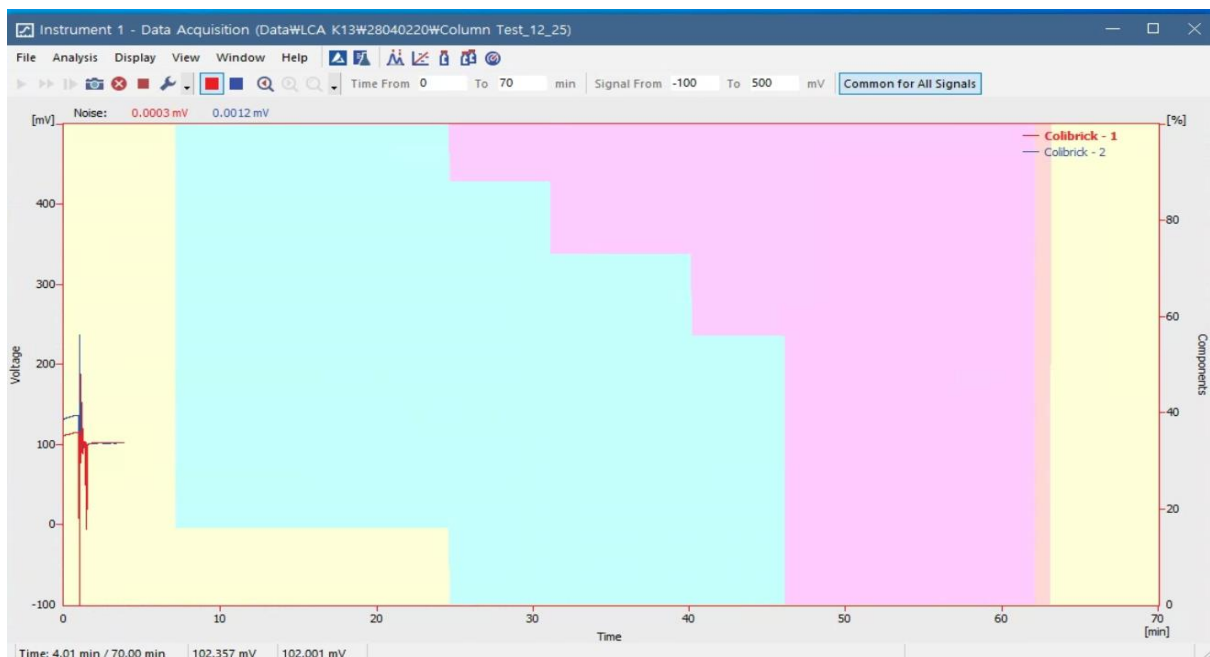 Instrument 1 - Data Acquisition (Data₩LCA K13₩28040220₩Column Test_12_25)
File Analysis Display View Window Help
Time From 0 To 70 min Signal From -100 To 500 mV Common for All Signals
Noise: 0.0003 mV 0.0012 mV
[mV]
[%]
Colibrick - 1
Colibrick - 2
400
300
200
100
0
-100
Voltage
80
60
40
20
0
Components
0 10 20 30 40 50 60 70
Time
[min]
Time: 4.01 min / 70.00 min 102.357 mV 102.001 mV